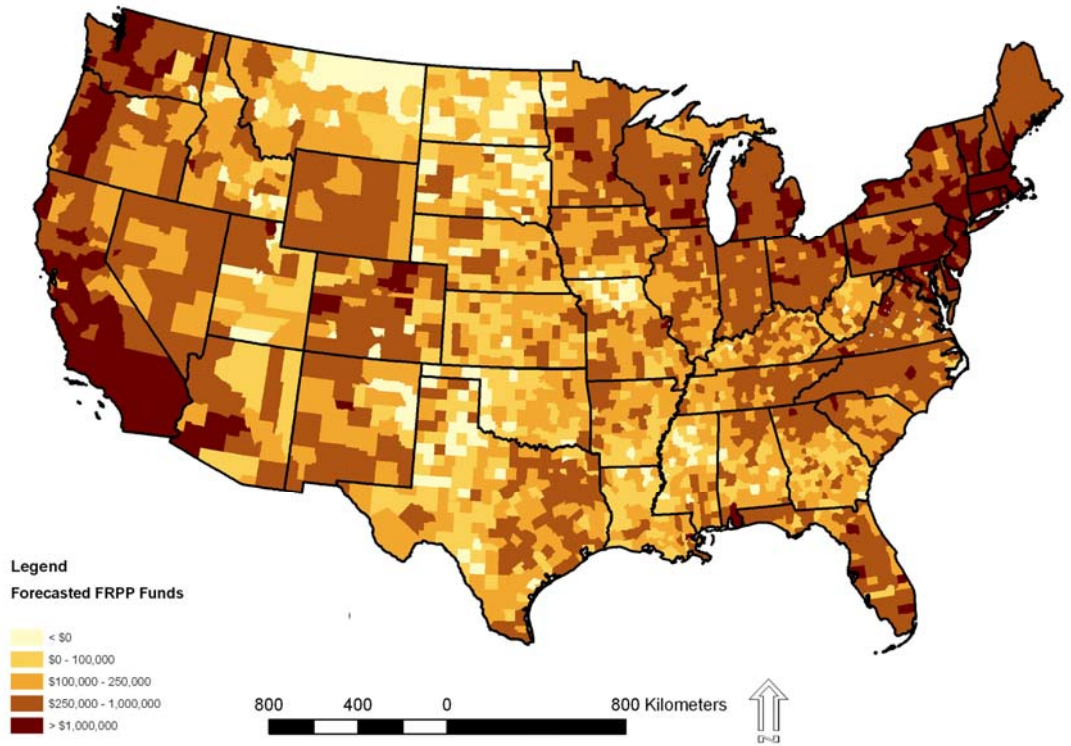 Legend
Forecasted FRPP Funds
< $0
$0 - 100,000
$100,000 - 250,000
$250,000 - 1,000,000
> $1,000,000
800 400 0 800 Kilometers
N